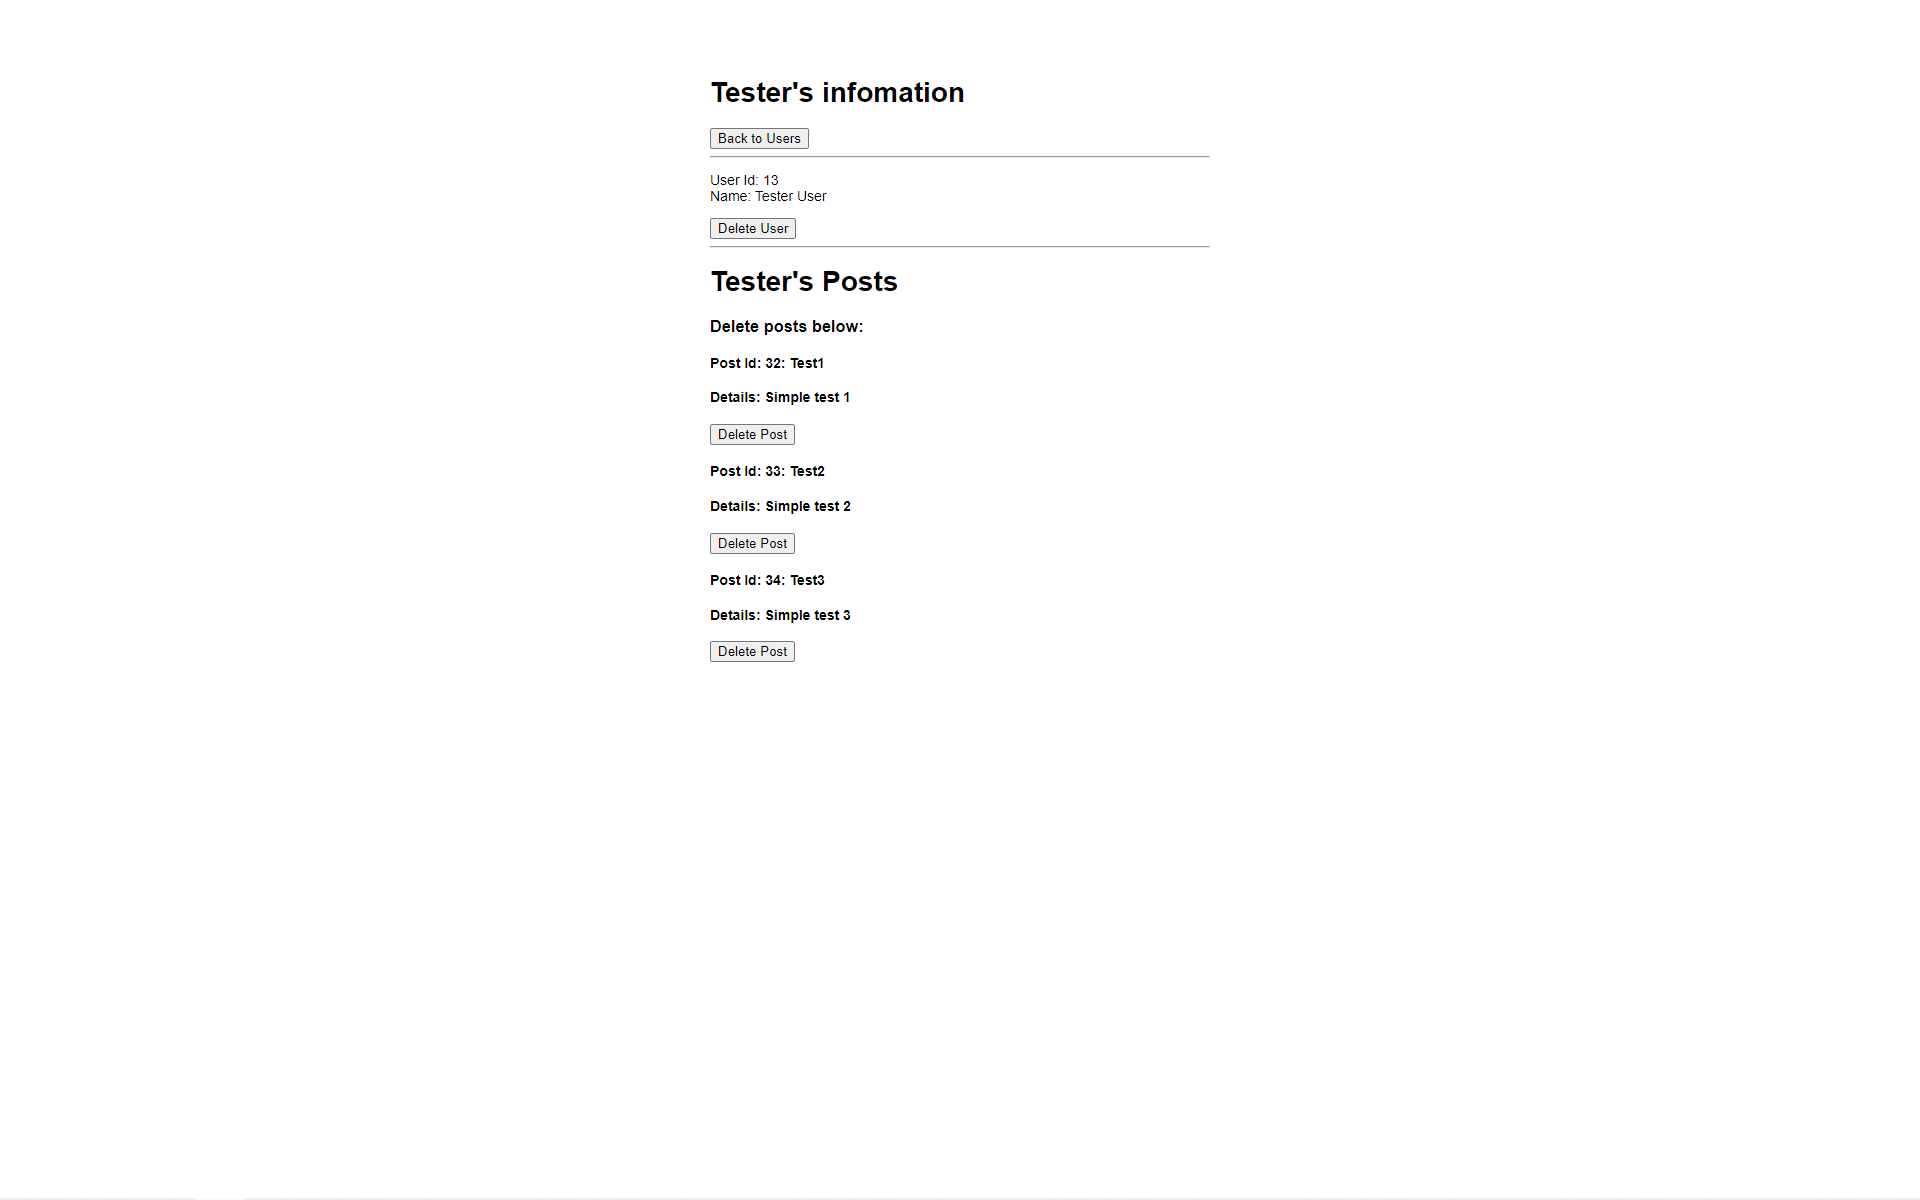 Tester's infomation
Back to Users
User Id: 13
Name: Tester User
Delete User
Tester's Posts
Delete posts below:
Post Id: 32: Test1
Details: Simple test 1
Delete Post
Post Id: 33: Test2
Details: Simple test 2
Delete Post
Post Id: 34: Test3
Details: Simple test 3
Delete Post